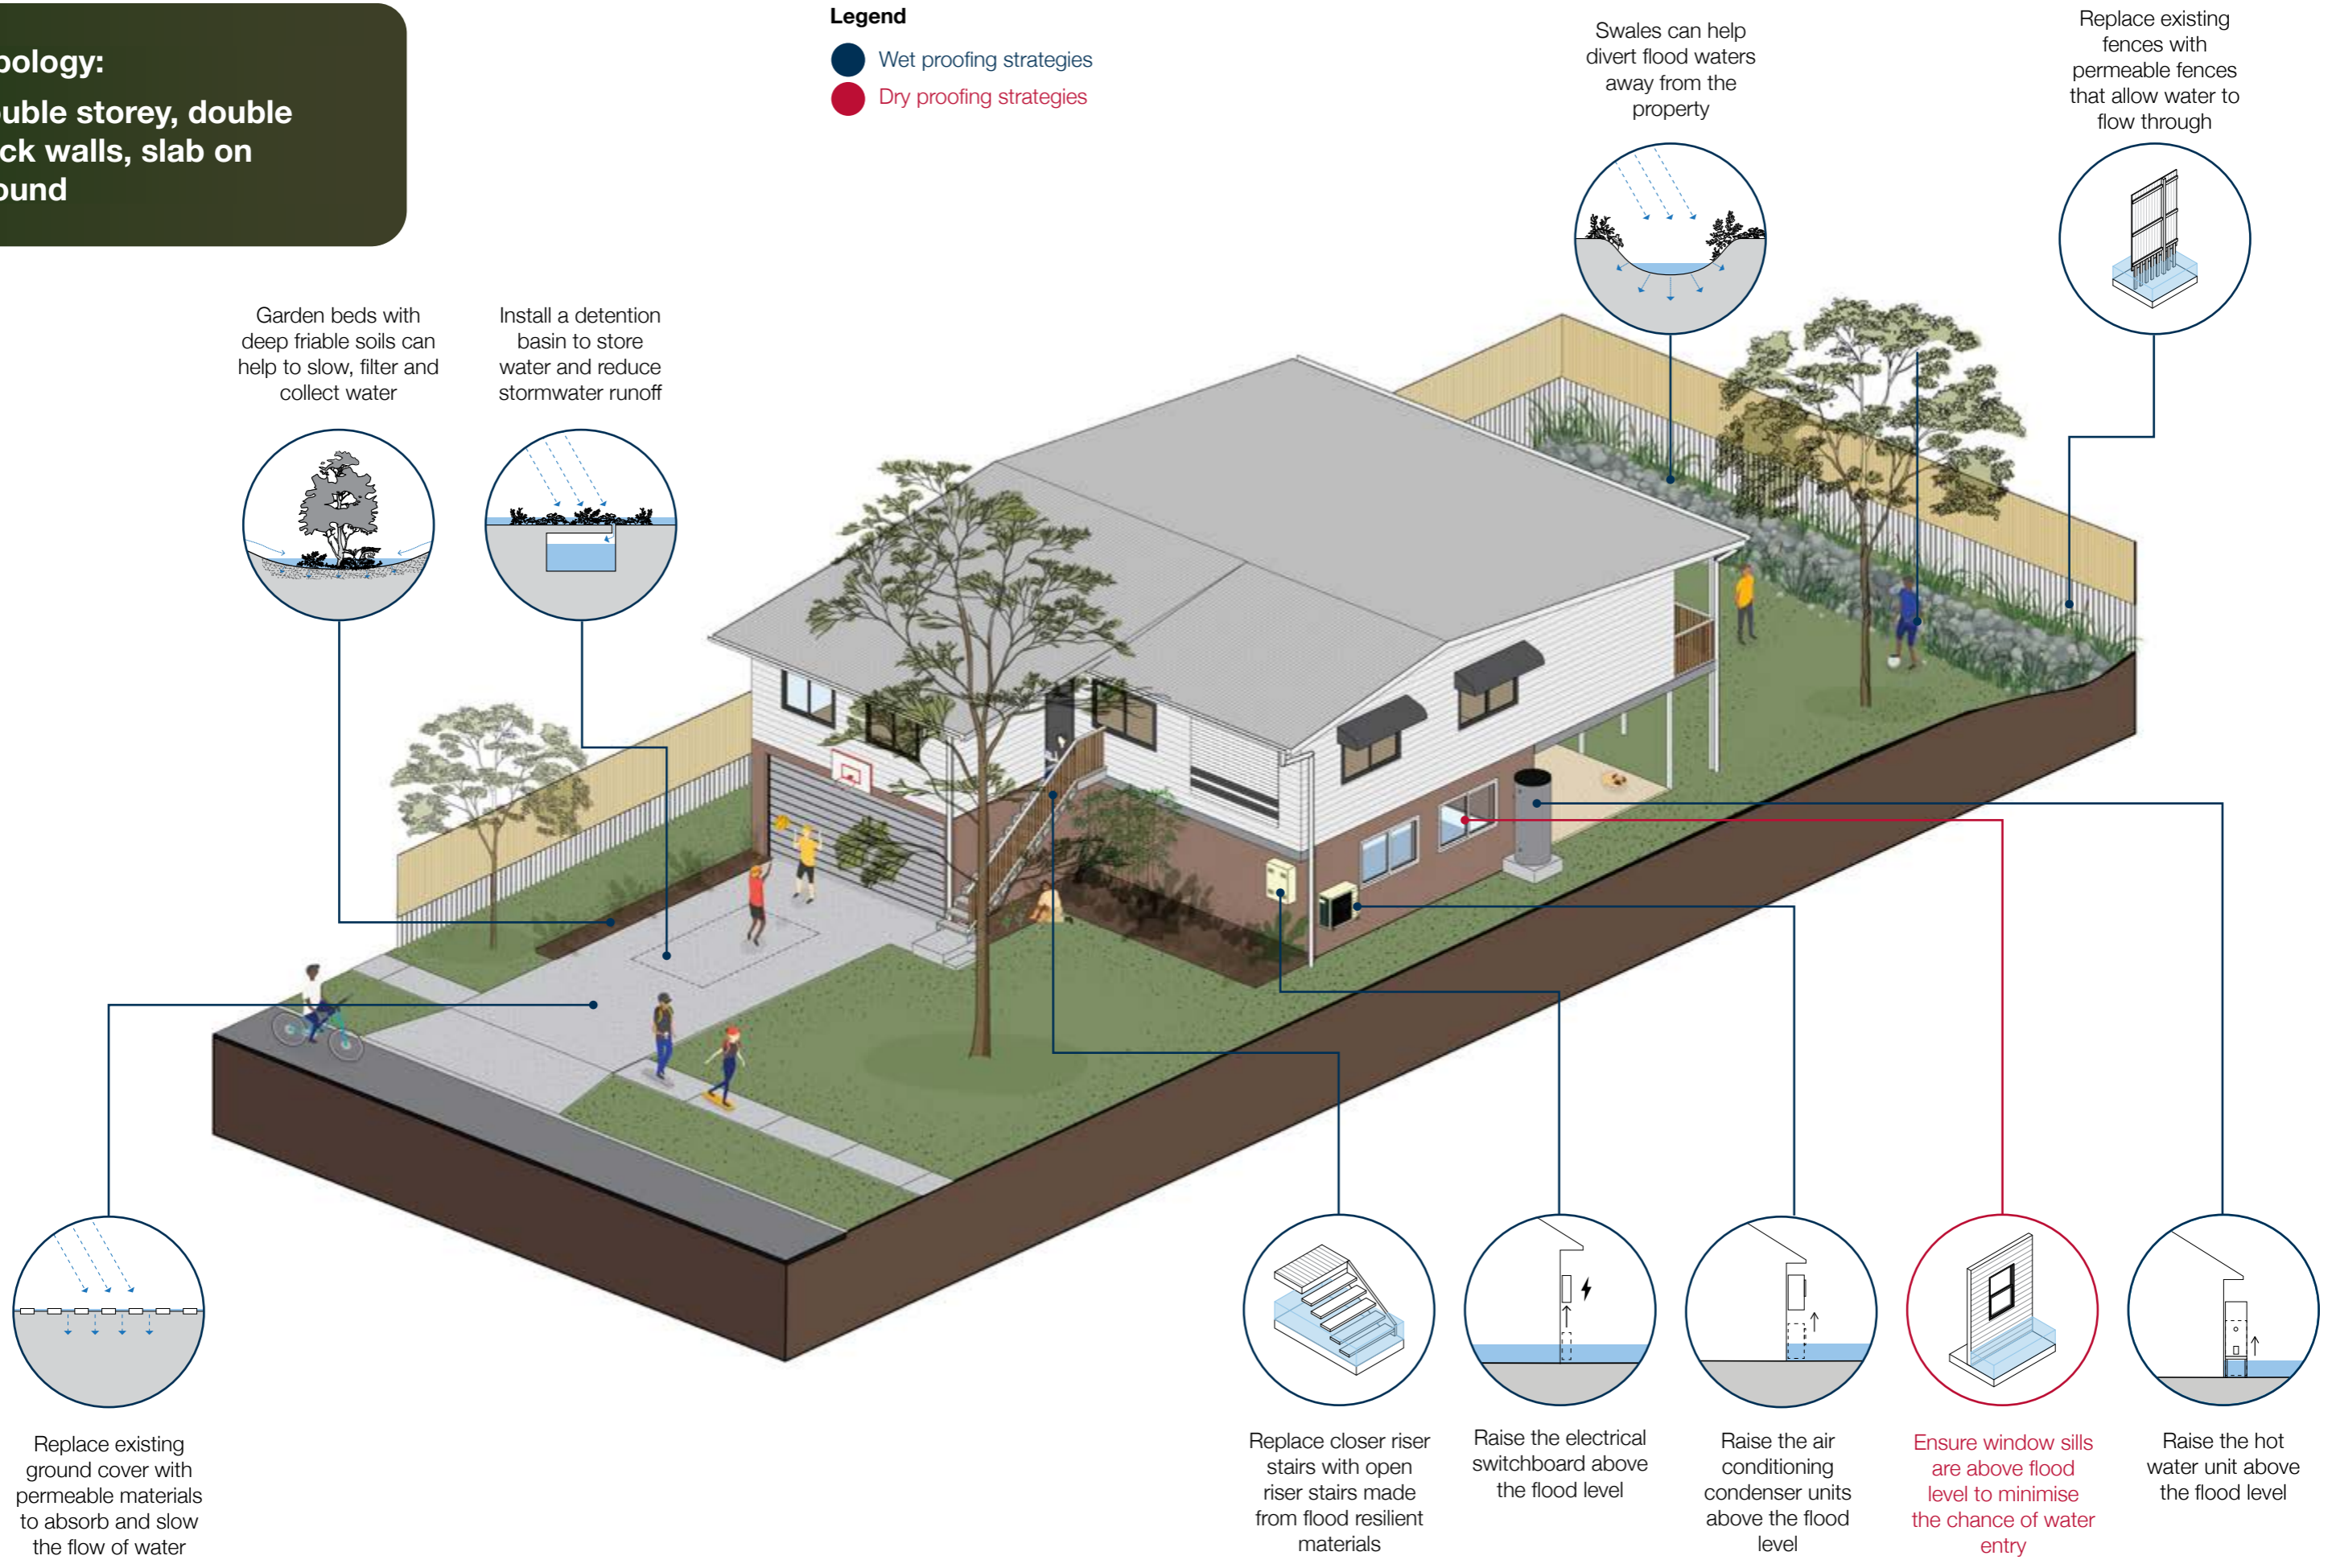 pology:
uble storey, double
ck walls, slab on
ound
Legend
Wet proofing strategies
Dry proofing strategies
Swales can help
divert flood waters
away from the
property
Replace existing
fences with
permeable fences
that allow water to
flow through
Garden beds with
deep friable soils can
help to slow, filter and
collect water
Install a detention
basin to store
water and reduce
stormwater runoff
Replace existing
ground cover with
permeable materials
to absorb and slow
the flow of water
Replace closer riser
stairs with open
riser stairs made
from flood resilient
materials
Raise the electrical
switchboard above
the flood level
Raise the air
conditioning
condenser units
above the flood
level
Ensure window sills
are above flood
level to minimise
the chance of water
entry
Raise the hot
water unit above
the flood level